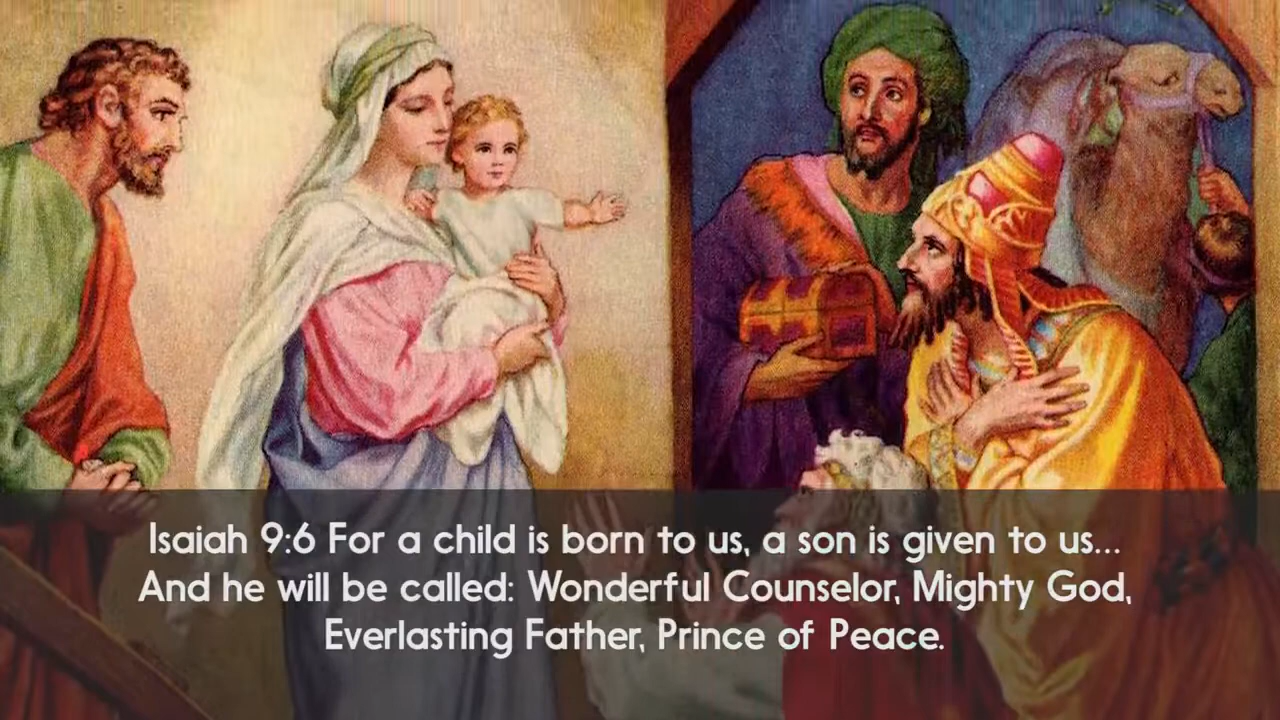 Isaiah 9:6 For a child is born to us, a son is given to us...
And he will be called: Wonderful Counselor, Mighty God,
Everlasting Father, Prince of Peace.